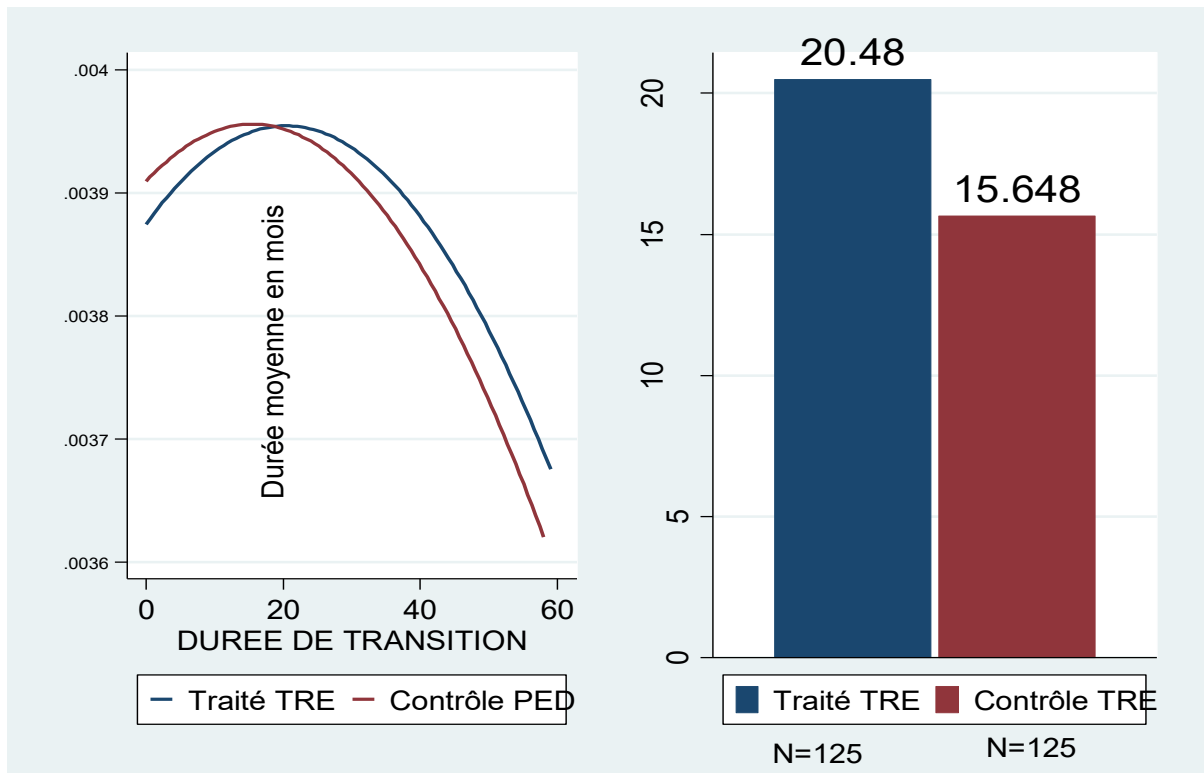 .004
.0039
.0038
.0037
.0036
Durée moyenne en mois
0 20 40 60
DUREE DE TRANSITION
Traité TRE Contrôle PED
20.48
15.648
20
15
10
5
0
Traité TRE Contrôle TRE
N=125 N=125